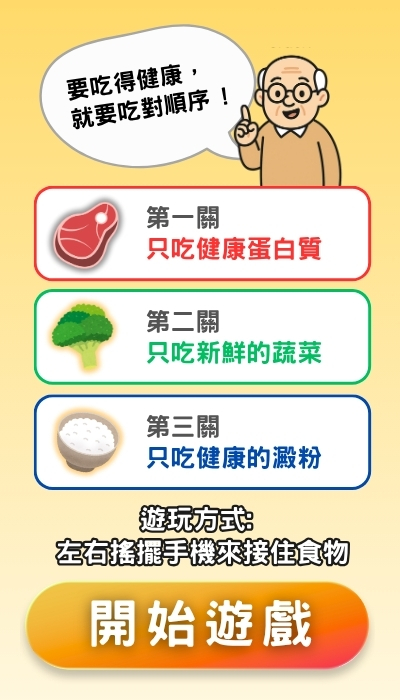 要吃得健康，
就要吃對順序！
第一關
只吃健康蛋白質
第二關
只吃新鮮的蔬菜
第三關
只吃健康的澱粉
遊玩方式:
左右搖擺手機來接住食物
開始遊戲